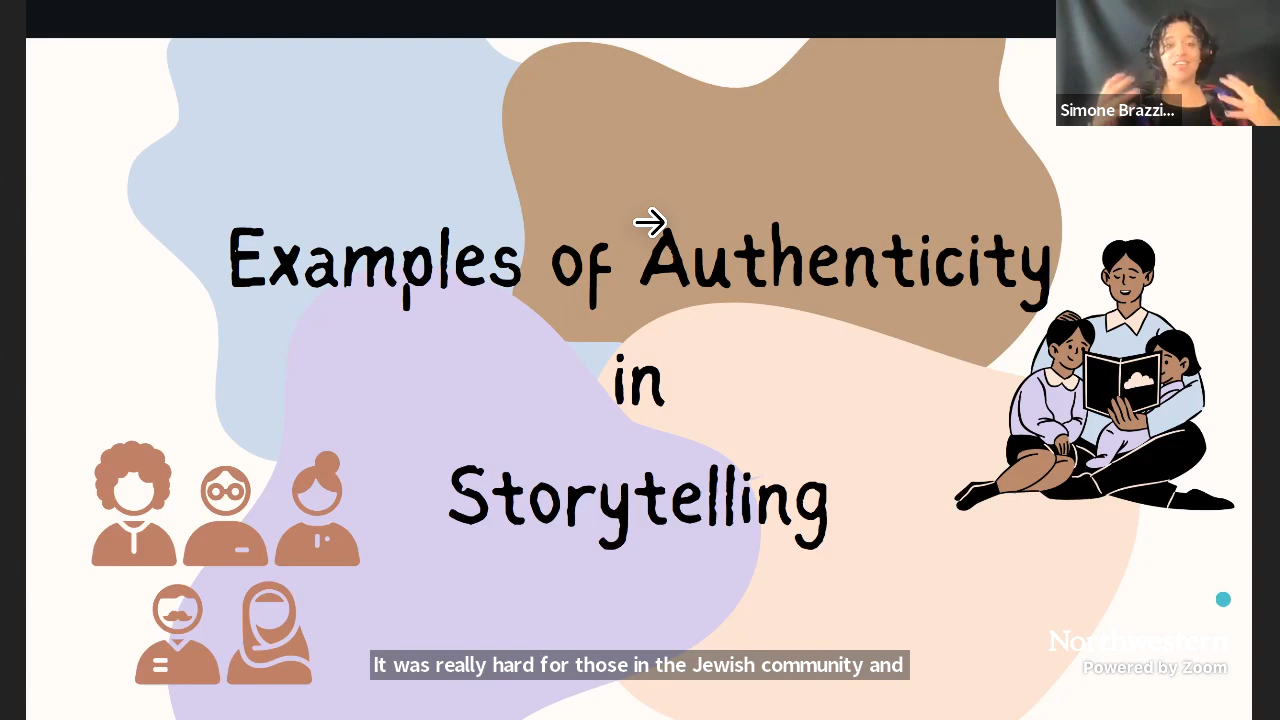 Simone Brazzi...
Examples of Authenticity
in
Storytelling
Northwestern
Powered by Zoom
It was really hard for those in the Jewish community and